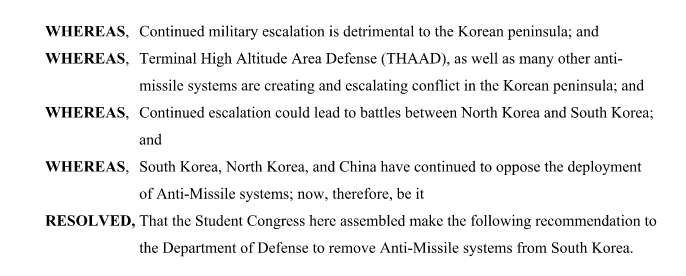 WHEREAS, Continued military escalation is detrimental to the Korean peninsula; and
WHEREAS, Terminal High Altitude Area Defense (THAAD), as well as many other anti-
missile systems are creating and escalating conflict in the Korean peninsula; and
WHEREAS, Continued escalation could lead to battles between North Korea and South Korea;
and
WHEREAS, South Korea, North Korea, and China have continued to oppose the deployment
of Anti-Missile systems; now, therefore, be it
RESOLVED, That the Student Congress here assembled make the following recommendation to
the Department of Defense to remove Anti-Missile systems from South Korea.